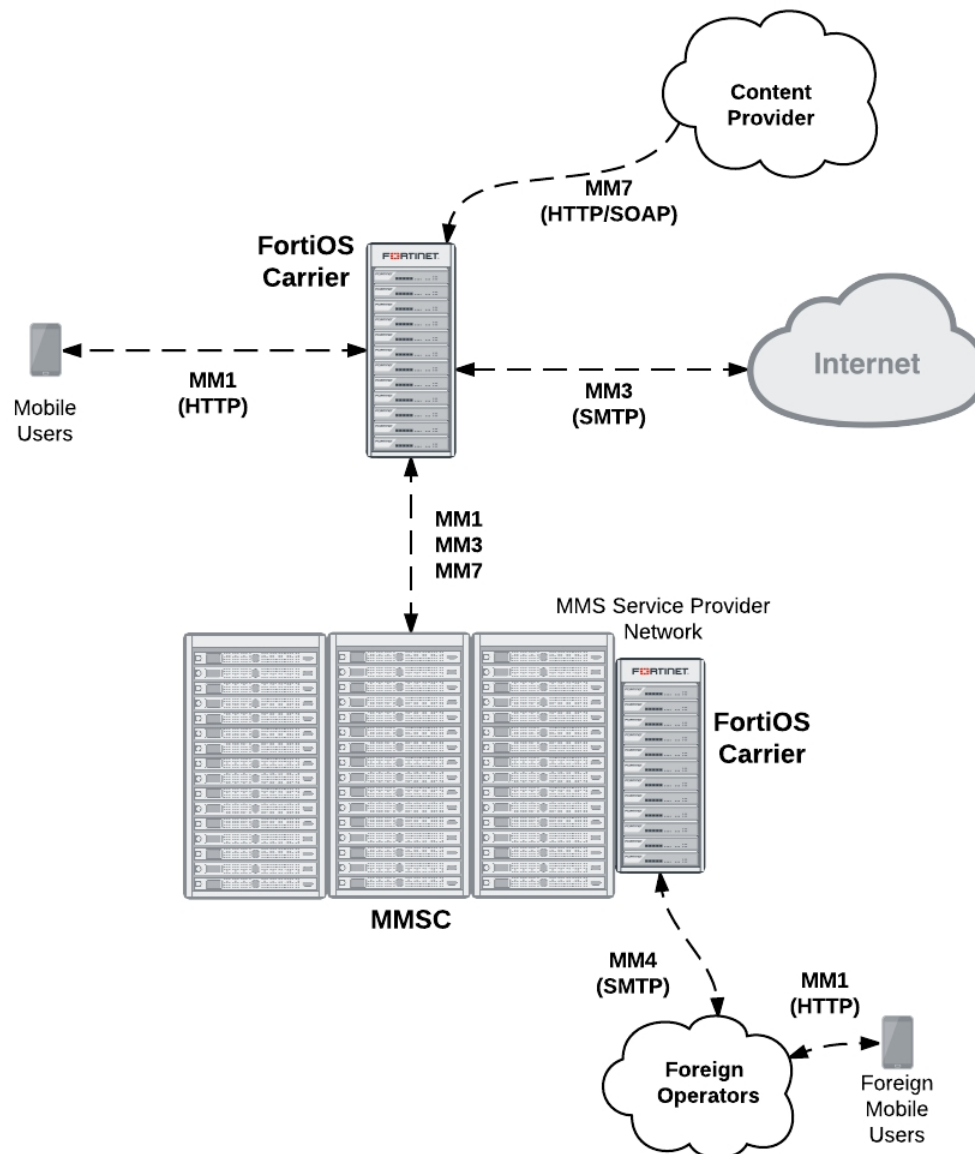 Content
Provider
MM7
(HTTP/SOAP)
FortiOS
Carrier
FORTINET
Internet
MM1
(HTTP)
MM3
(SMTP)
Mobile
Users
MM1
MM3
MM7
MMS Service Provider
Network
FORTINET
FortiOS
Carrier
MMSC
MM4
(SMTP)
MM1
(HTTP)
Foreign
Operators
Foreign
Mobile
Users